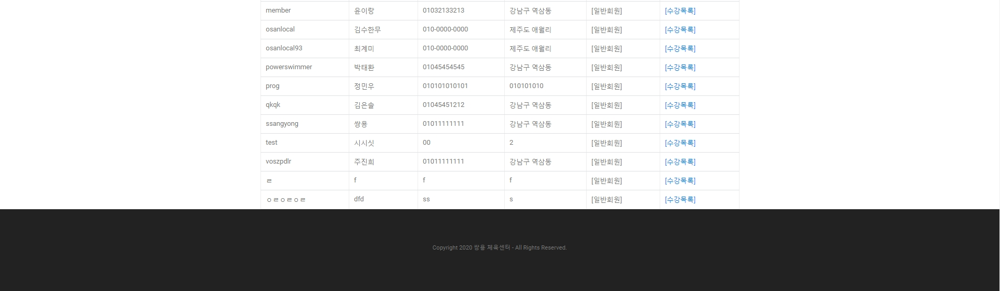 member 윤이랑 01032133213 강남구 역삼동 [일반회원] [수강목록]
osanlocal 김수한무 010-0000-0000 제주도 애월리 [일반회원] [수강목록]
osanlocal93 최계미 010-0000-0000 제주도 애월리 [일반회원] [수강목록]
powerswimmer 박태환 01045454545 강남구 역삼동 [일반회원] [수강목록]
prog 정민우 010101010101 010101010 [일반회원] [수강목록]
qkqk 김은솔 01045451212 강남구 역삼동 [일반회원] [수강목록]
ssangyong 쌍용 01011111111 강남구 역삼동 [일반회원] [수강목록]
test 시시싯 00 2 [일반회원] [수강목록]
voszpdlr 주진희 01011111111 강남구 역삼동 [일반회원] [수강목록]
ㄹ f f f [일반회원] [수강목록]
ㅇㄹㅇㄹㅇㄹ dfd ss s [일반회원] [수강목록]
Copyright 2020 쌍용 체육센터 - All Rights Reserved.